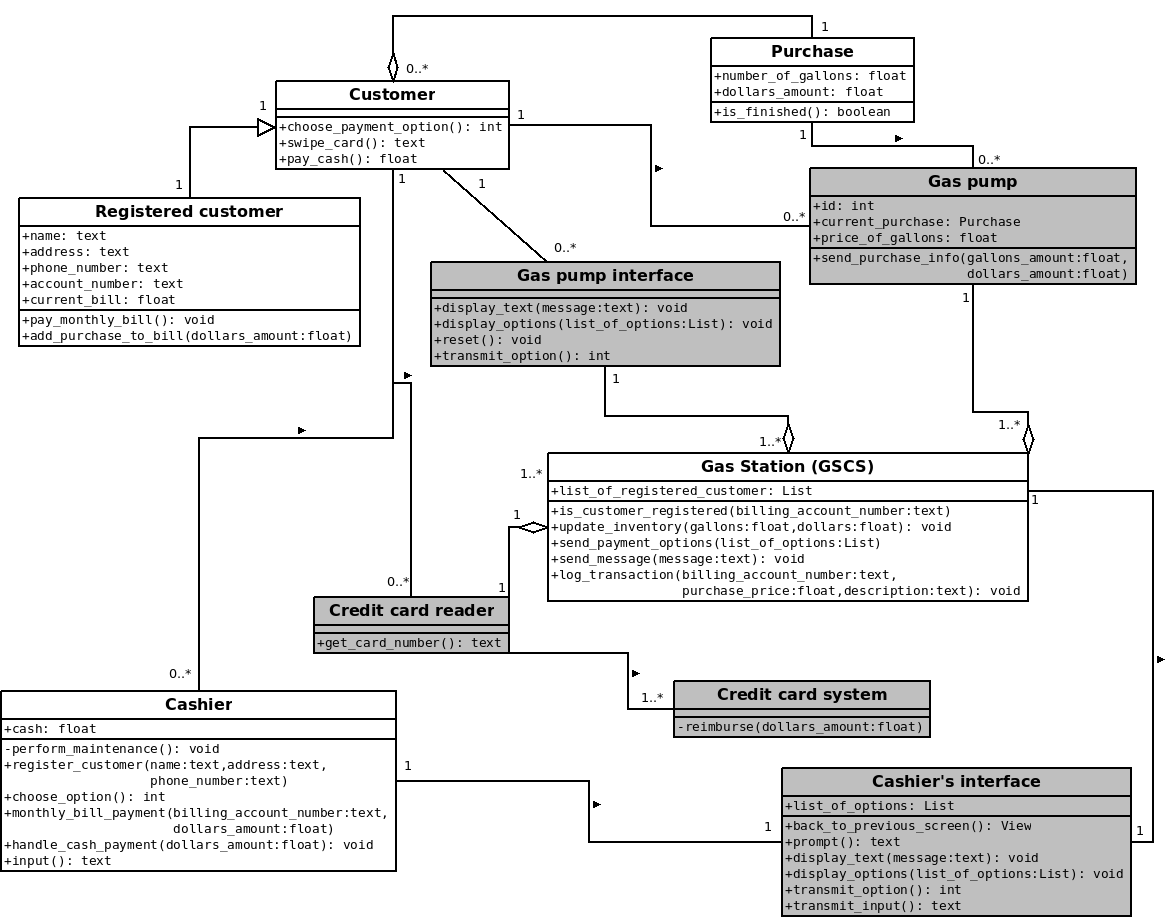 1
Purchase
+number_of_gallons: float
+dollars_amount: float
+is_finished(): boolean
0..*
Customer
+choose_payment_option(): int
+swipe_card(): text
+pay_cash(): float
1
1
1
0..*
Gas pump
+id: int
+current_purchase: Purchase
+price_of_gallons: float
+send_purchase_info(gallons_amount:float,
dollars_amount:float)
1
1
1
0..*
Registered customer
+name: text
+address: text
+phone_number: text
+account_number: text
+current_bill: float
+pay_monthly_bill(): void
+add_purchase_to_bill(dollars_amount:float)
0..*
Gas pump interface
+display_text(message:text): void
+display_options(list_of_options:List): void
+reset(): void
+transmit_option(): int
1
1
1..*
1..*
1..*
Gas Station (GSCS)
+list_of_registered_customer: List
+is_customer_registered(billing_account_number:text)
+update_inventory(gallons:float,dollars:float): void
+send_payment_options(list_of_options:List)
+send_message(message:text): void
+log_transaction(billing_account_number:text,
purchase_price:float,description:text): void
1
1
0..*
1
Credit card reader
+get_card_number(): text
0..*
1..*
Credit card system
-reimburse(dollars_amount:float)
Cashier
+cash: float
-perform_maintenance(): void
+register_customer(name:text,address:text,
phone_number:text)
+choose_option(): int
+monthly_bill_payment(billing_account_number:text,
dollars_amount:float)
+handle_cash_payment(dollars_amount:float): void
+input(): text
1
1
Cashier's interface
+list_of_options: List
+back_to_previous_screen(): View
+prompt(): text
+display_text(message:text): void
+display_options(list_of_options:List): void
+transmit_option(): int
+transmit_input(): text
1